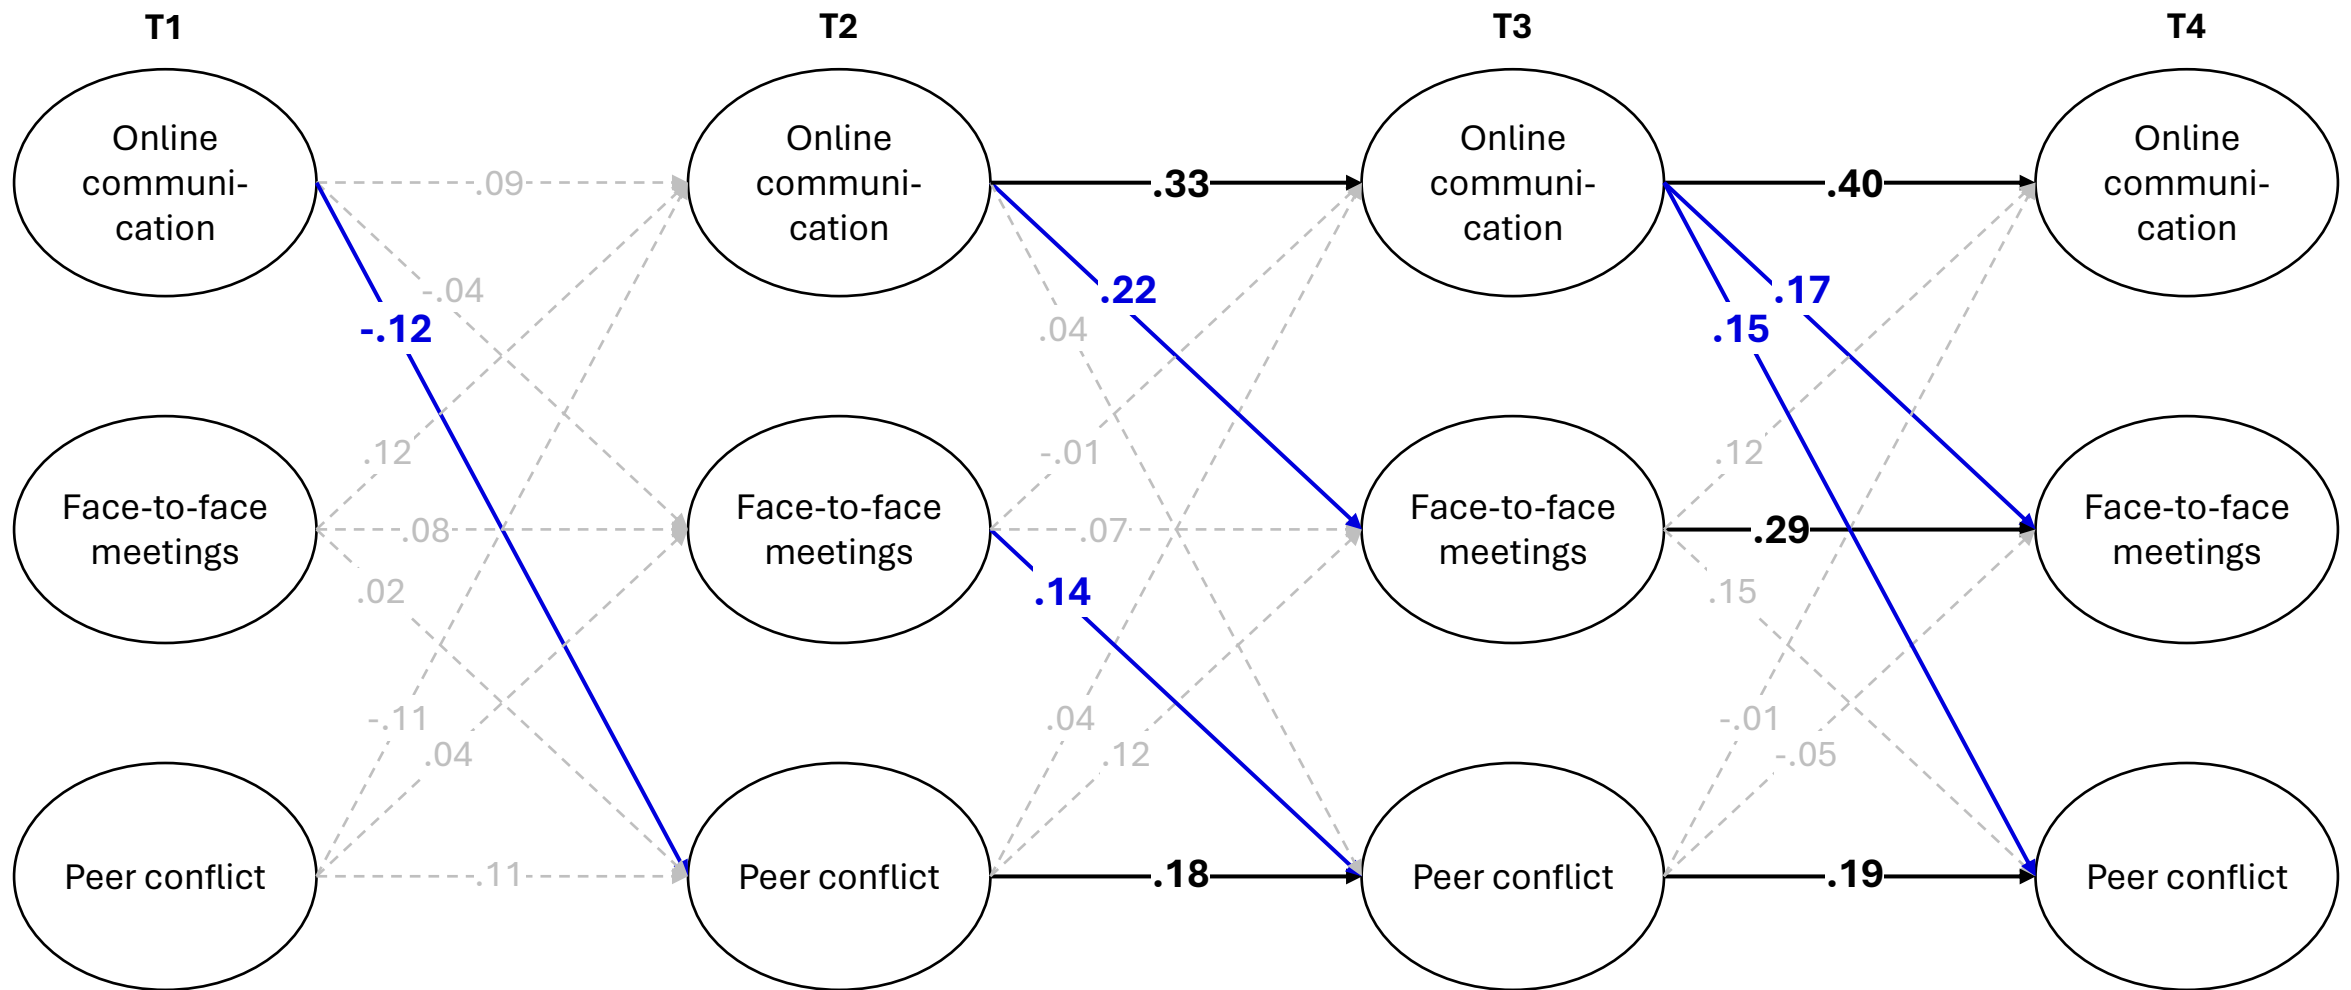 T1
T2
T3
T4
Online
communi-
cation
Online
communi-
cation
Online
communi-
cation
Online
communi-
cation
.09
.33
.40
-.04
-.12
.22
.04
.17
.15
.12
-.01
.12
Face-to-face
meetings
Face-to-face
meetings
Face-to-face
meetings
Face-to-face
meetings
.08
.07
.29
.02
.14
.15
-.11
.04
.04
.12
-.01
-.05
Peer conflict
Peer conflict
Peer conflict
Peer conflict
.11
.18
.19